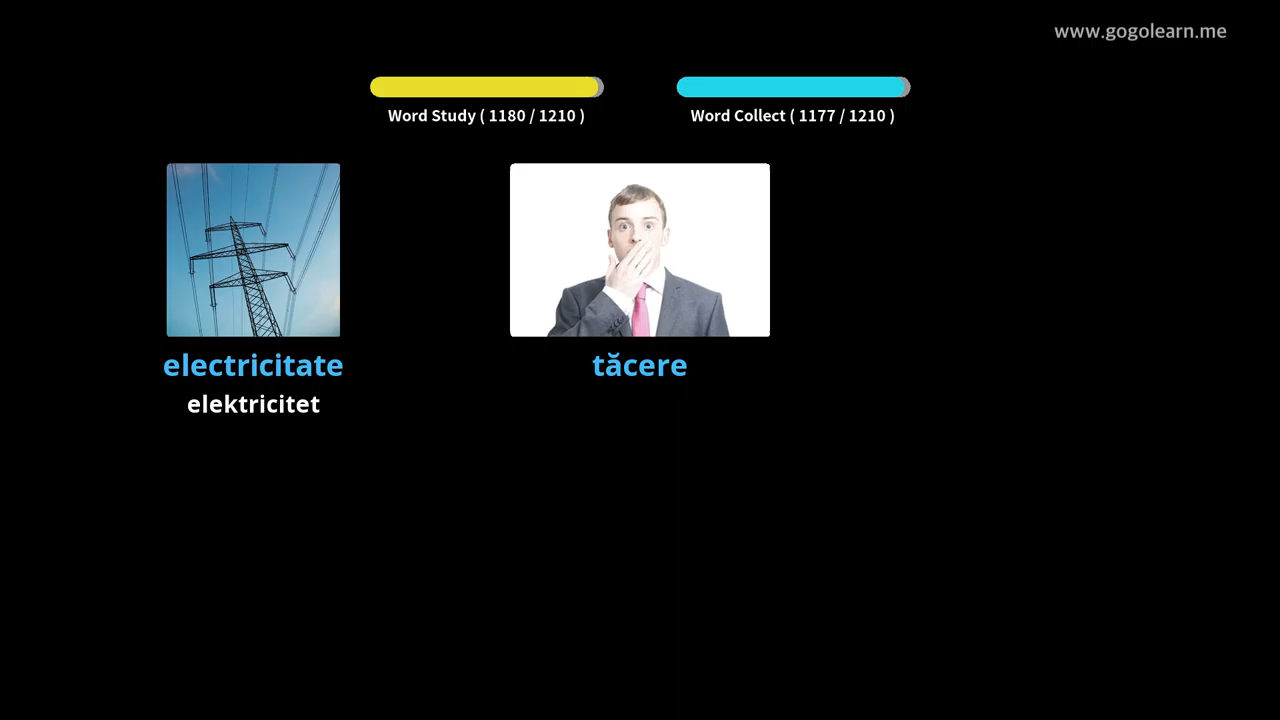 www.gogolearn.me
Word Study ( 1180 / 1210 )
Word Collect ( 1177 / 1210 )
electricitate
tăcere
elektricitet